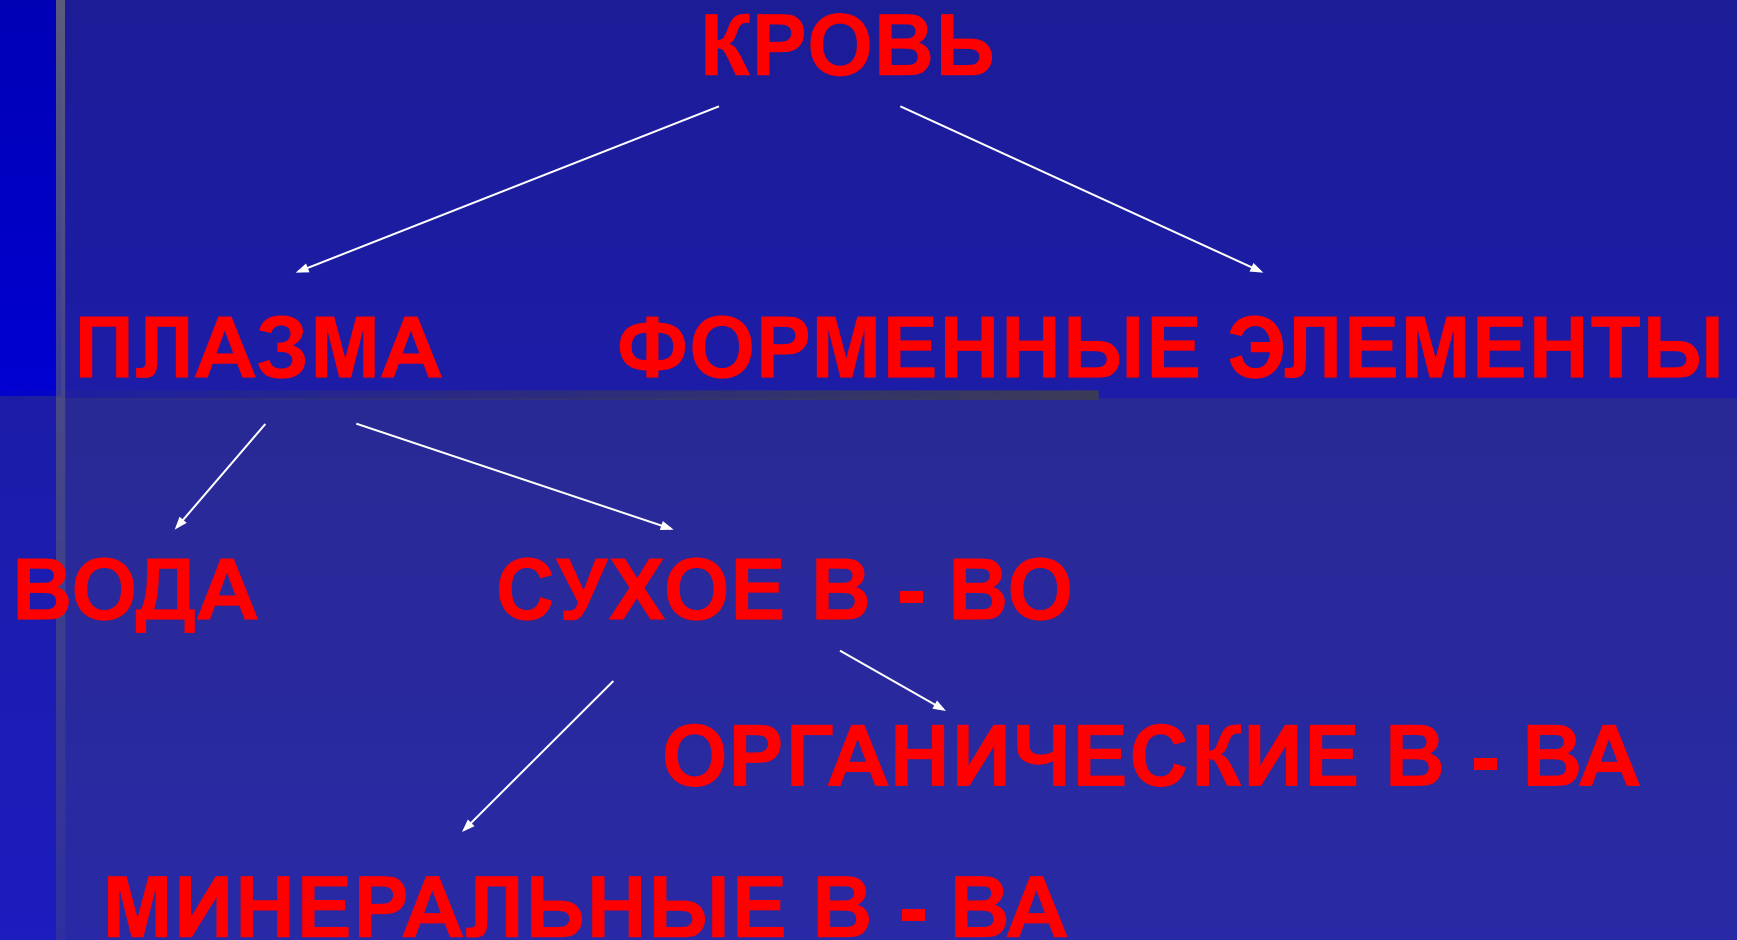 КРОВЬ
ПЛАЗМА ФОРМЕННЫЕ ЭЛЕМЕНТЫ
ВОДА СУХОЕ В - ВО
ОРГАНИЧЕСКИЕ В - ВА
МИНЕРАЛЬНЫЕ В - ВА